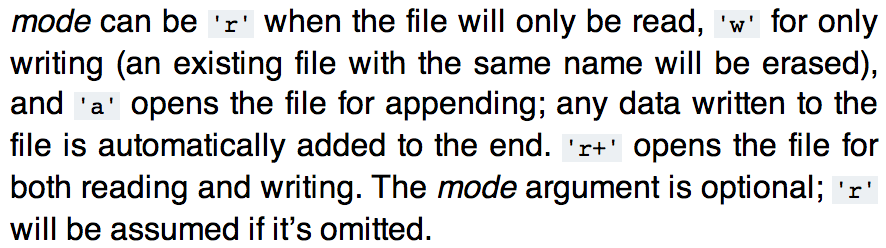 mode can be 'r' when the file will only be read, 'w' for only
writing (an existing file with the same name will be erased),
and 'a' opens the file for appending; any data written to the
file is automatically added to the end. 'r+' opens the file for
both reading and writing. The mode argument is optional; 'r'
will be assumed if it’s omitted.